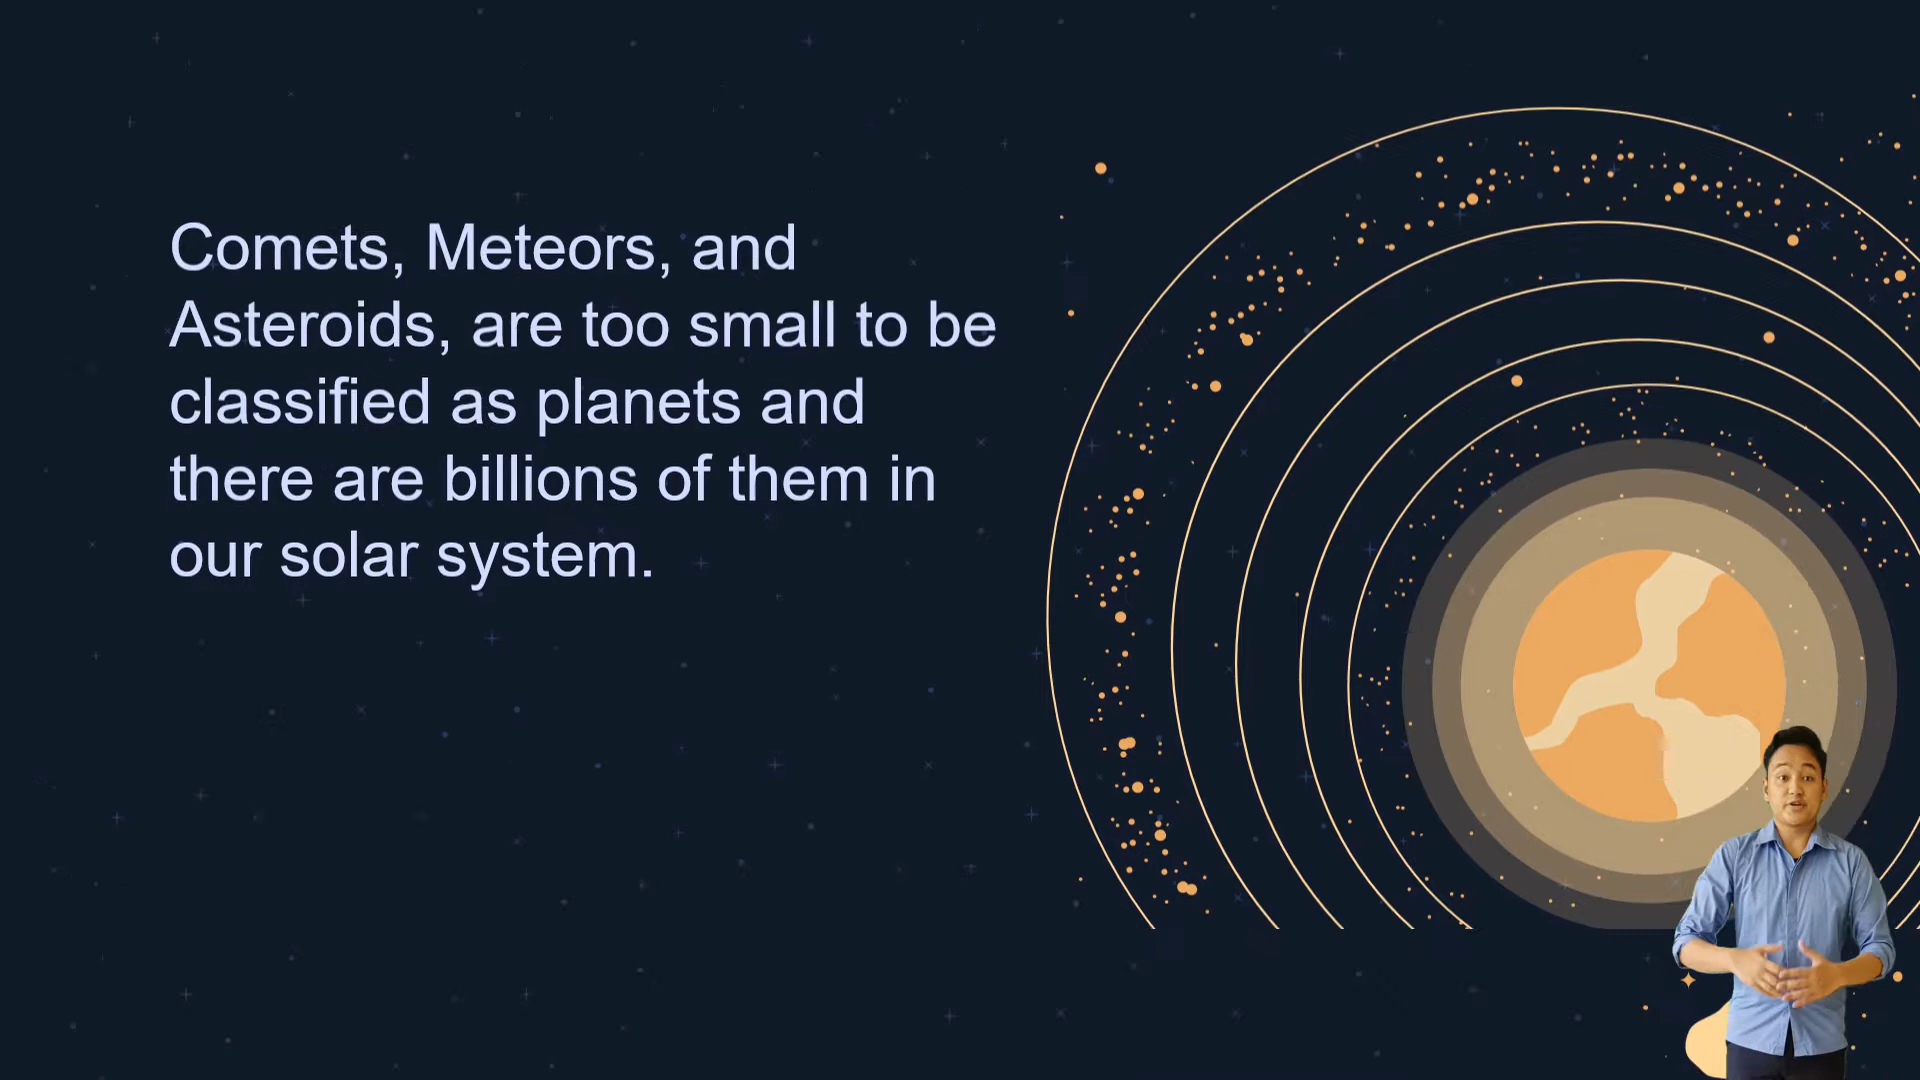 Comets, Meteors, and
Asteroids, are too small to be
classified as planets and
there are billions of them in
our solar system.